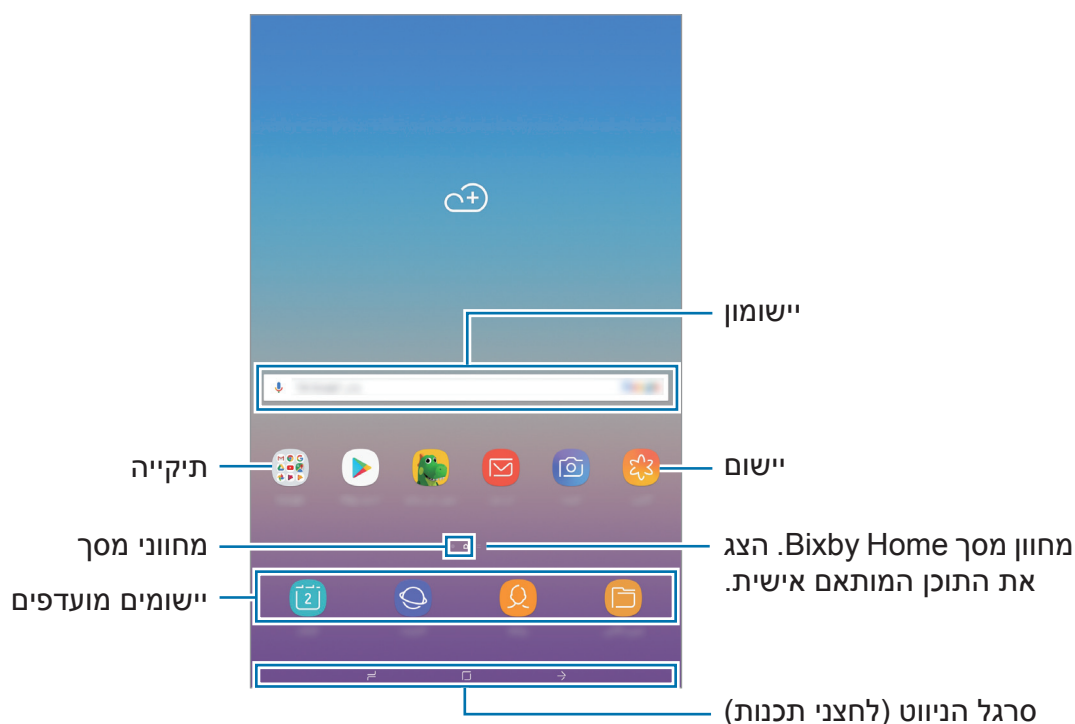 יישומון
תיקייה
יישום
מחווני מסך
מחוון מסך Bixby Home. הצג
את התוכן המותאם אישית.
יישומים מועדפים
2
סרגל הניווט (לחצני תכנות)